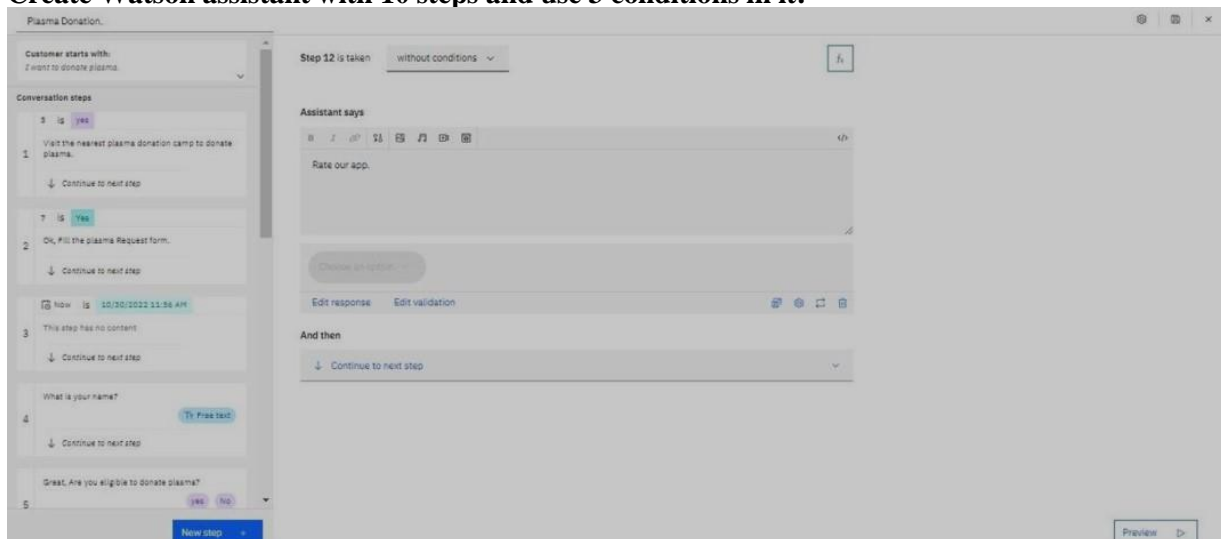 Create Watson assistant with 10 steps and use 3 conditions in it.
Plasma Donation.
Customer starts with:
I want to donate plasma.
Conversation steps
5 is yes
1
Visit the nearest plasma donation camp to donate
plasma.
Continue to next step
7 is Yes
2
Ok, Fill the plasma Request form.
Continue to next step
Now is 10/30/2022 11:36 AM
3
This step has no content
Continue to next step
4
What is your name?
Free text
Continue to next step
5
Great, Are you eligible to donate plasma?
yes No
New step +
Step 12 is taken without conditions
fx
Assistant says
B I </>
Rate our app.
Choose an option
Edit response Edit validation
And then
Continue to next step
Preview